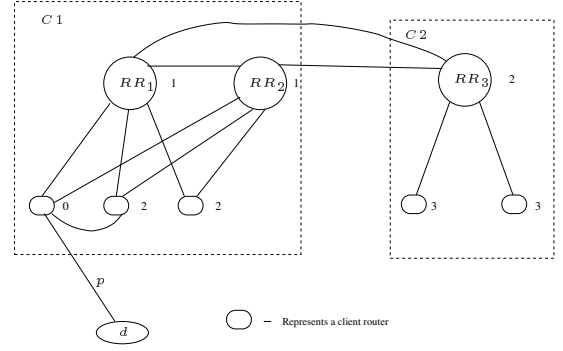 C 1
C 2
RR1 1
RR2 1
RR3 2
0
2
2
3
3
p
d
– Represents a client router